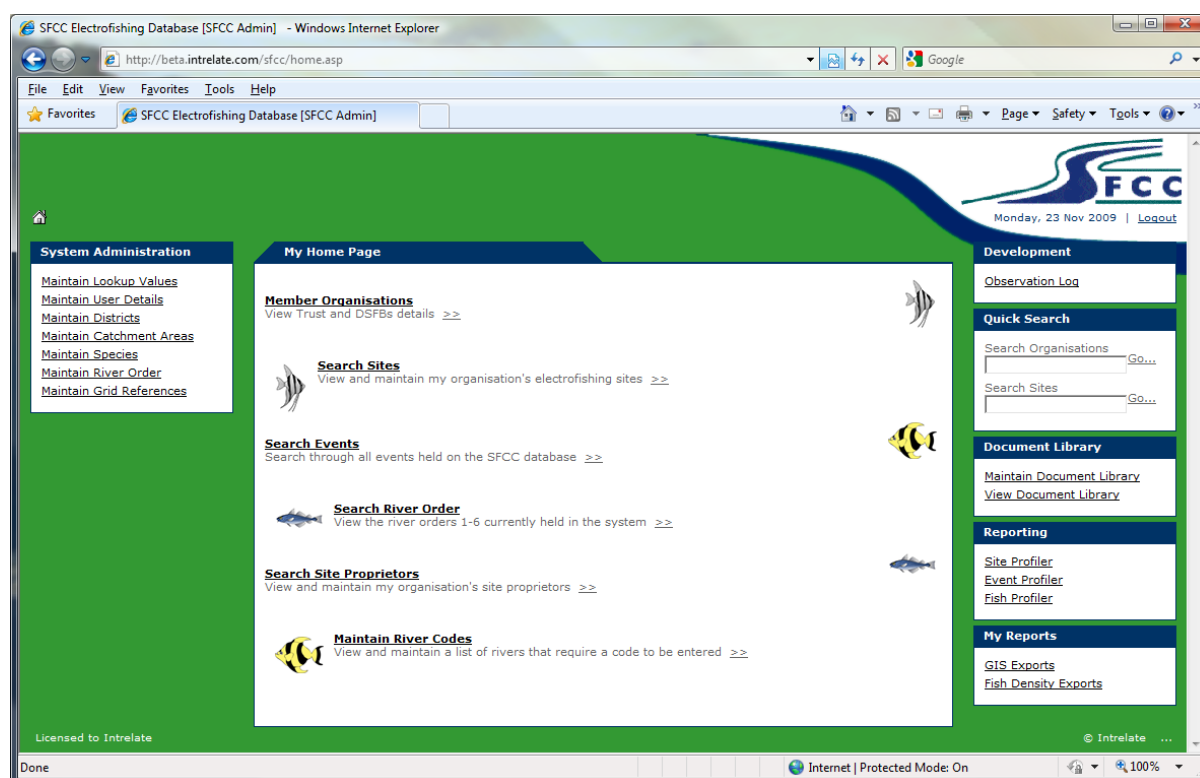 SFCC Electrofishing Database [SFCC Admin] - Windows Internet Explorer
http://beta.intrelate.com/sfcc/home.asp
Google
File Edit View Favorites Tools Help
Favorites
SFCC Electrofishing Database [SFCC Admin]
Page Safety Tools
SFCC
Monday, 23 Nov 2009 | Logout
System Administration
Maintain Lookup Values
Maintain User Details
Maintain Districts
Maintain Catchment Areas
Maintain Species
Maintain River Order
Maintain Grid References
My Home Page
Member Organisations
View Trust and DSFBs details >>
Search Sites
View and maintain my organisation's electrofishing sites >>
Search Events
Search through all events held on the SFCC database >>
Search River Order
View the river orders 1-6 currently held in the system >>
Search Site Proprietors
View and maintain my organisation's site proprietors >>
Maintain River Codes
View and maintain a list of rivers that require a code to be entered >>
Development
Observation Log
Quick Search
Search Organisations
Go...
Search Sites
Go...
Document Library
Maintain Document Library
View Document Library
Reporting
Site Profiler
Event Profiler
Fish Profiler
My Reports
GIS Exports
Fish Density Exports
Licensed to Intrelate
© Intrelate ...
Done
Internet | Protected Mode: On
100%